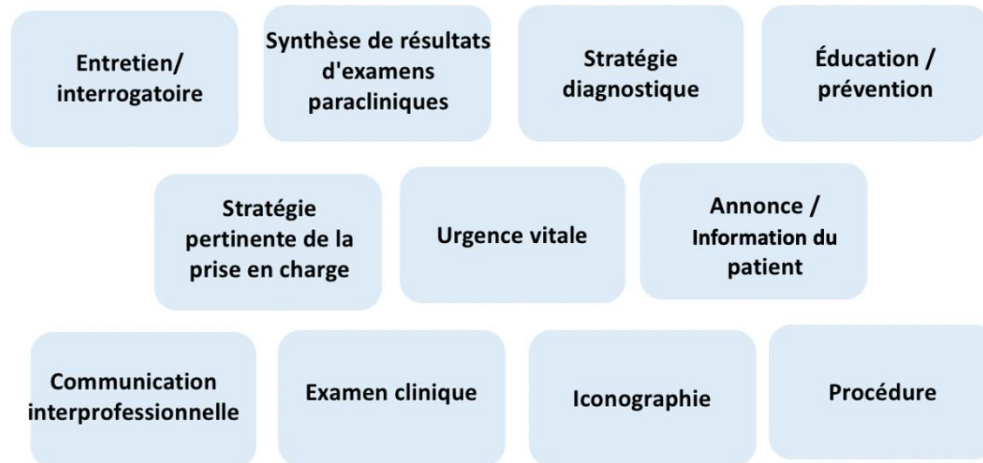 Entretien/
interrogatoire
Synthèse de résultats
d'examens
paracliniques
Stratégie
diagnostique
Éducation /
prévention
Stratégie
pertinente de la
prise en charge
Urgence vitale
Annonce /
Information du
patient
Communication
interprofessionnelle
Examen clinique
Iconographie
Procédure